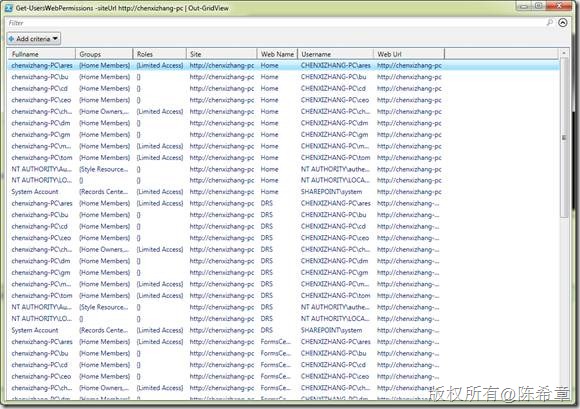 Get-UsersWebPermissions -siteUrl http://chenxizhang-pc | Out-GridView
Filter
Add criteria
Fullname Groups Roles Site Web Name Username Web Url
chenxizhang-PC\ares {Home Members} {Limited Access} http://chenxizhang-pc Home CHENXIZHANG-PC\ares http://chenxizhang-pc
chenxizhang-PC\bu {Home Members} {} http://chenxizhang-pc Home CHENXIZHANG-PC\bu http://chenxizhang-pc
chenxizhang-PC\cd {Home Members} {} http://chenxizhang-pc Home CHENXIZHANG-PC\cd http://chenxizhang-pc
chenxizhang-PC\ceo {Home Members} {} http://chenxizhang-pc Home CHENXIZHANG-PC\ceo http://chenxizhang-pc
chenxizhang-PC\ch... {Home Owners,... {Limited Access} http://chenxizhang-pc Home CHENXIZHANG-PC\ch... http://chenxizhang-pc
chenxizhang-PC\dm {Home Members} {} http://chenxizhang-pc Home CHENXIZHANG-PC\dm http://chenxizhang-pc
chenxizhang-PC\gm {Home Members} {} http://chenxizhang-pc Home CHENXIZHANG-PC\gm http://chenxizhang-pc
chenxizhang-PC\m... {Home Members} {Limited Access} http://chenxizhang-pc Home CHENXIZHANG-PC\m... http://chenxizhang-pc
chenxizhang-PC\tom {Home Members} {Limited Access} http://chenxizhang-pc Home CHENXIZHANG-PC\tom http://chenxizhang-pc
NT AUTHORITY\Au... {Style Resource... {} http://chenxizhang-pc Home NT AUTHORITY\authe... http://chenxizhang-pc
NT AUTHORITY\LO... {} {} http://chenxizhang-pc Home NT AUTHORITY\LOCA... http://chenxizhang-pc
System Account {Records Cente... {Limited Access} http://chenxizhang-pc Home SHAREPOINT\system http://chenxizhang-pc
chenxizhang-PC\ares {Home Members} {Limited Access} http://chenxizhang-pc DRS CHENXIZHANG-PC\ares http://chenxizhang-...
chenxizhang-PC\bu {Home Members} {} http://chenxizhang-pc DRS CHENXIZHANG-PC\bu http://chenxizhang-...
chenxizhang-PC\cd {Home Members} {} http://chenxizhang-pc DRS CHENXIZHANG-PC\cd http://chenxizhang-...
chenxizhang-PC\ceo {Home Members} {} http://chenxizhang-pc DRS CHENXIZHANG-PC\ceo http://chenxizhang-...
chenxizhang-PC\ch... {Home Owners,... {Limited Access} http://chenxizhang-pc DRS CHENXIZHANG-PC\ch... http://chenxizhang-...
chenxizhang-PC\dm {Home Members} {} http://chenxizhang-pc DRS CHENXIZHANG-PC\dm http://chenxizhang-...
chenxizhang-PC\gm {Home Members} {} http://chenxizhang-pc DRS CHENXIZHANG-PC\gm http://chenxizhang-...
chenxizhang-PC\m... {Home Members} {Limited Access} http://chenxizhang-pc DRS CHENXIZHANG-PC\m... http://chenxizhang-...
chenxizhang-PC\tom {Home Members} {Limited Access} http://chenxizhang-pc DRS CHENXIZHANG-PC\tom http://chenxizhang-...
NT AUTHORITY\Au... {Style Resource... {} http://chenxizhang-pc DRS NT AUTHORITY\authe... http://chenxizhang-...
NT AUTHORITY\LO... {} {} http://chenxizhang-pc DRS NT AUTHORITY\LOCA... http://chenxizhang-...
System Account {Records Cente... {Limited Access} http://chenxizhang-pc DRS SHAREPOINT\system http://chenxizhang-...
chenxizhang-PC\ares {Home Members} {Limited Access} http://chenxizhang-pc FormsCe... CHENXIZHANG-PC\ares http://chenxizhang-...
chenxizhang-PC\bu {Home Members} {} http://chenxizhang-pc FormsCe... CHENXIZHANG-PC\bu http://chenxizhang-...
chenxizhang-PC\cd {Home Members} {} http://chenxizhang-pc FormsCe... CHENXIZHANG-PC\cd http://chenxizhang-...
chenxizhang-PC\ceo {Home Members} {} http://chenxizhang-pc FormsCe... CHENXIZHANG-PC\ceo http://chenxizhang-...
chenxizhang-PC\ch... {Home Owners,... {Limited Access} http://chenxizhang-pc FormsCe... CHENXIZHANG-PC\ch...
chenxizhang-PC\dm {Home Members} {} http://chenxizhang-pc FormsCe... CHENXIZHANG-PC\dm
版权所有@陈希章